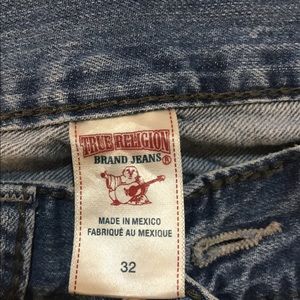 TRUE RELIGION
BRAND JEANS®
MADE IN MEXICO
FABRIQUÉ AU MEXIQUE
32